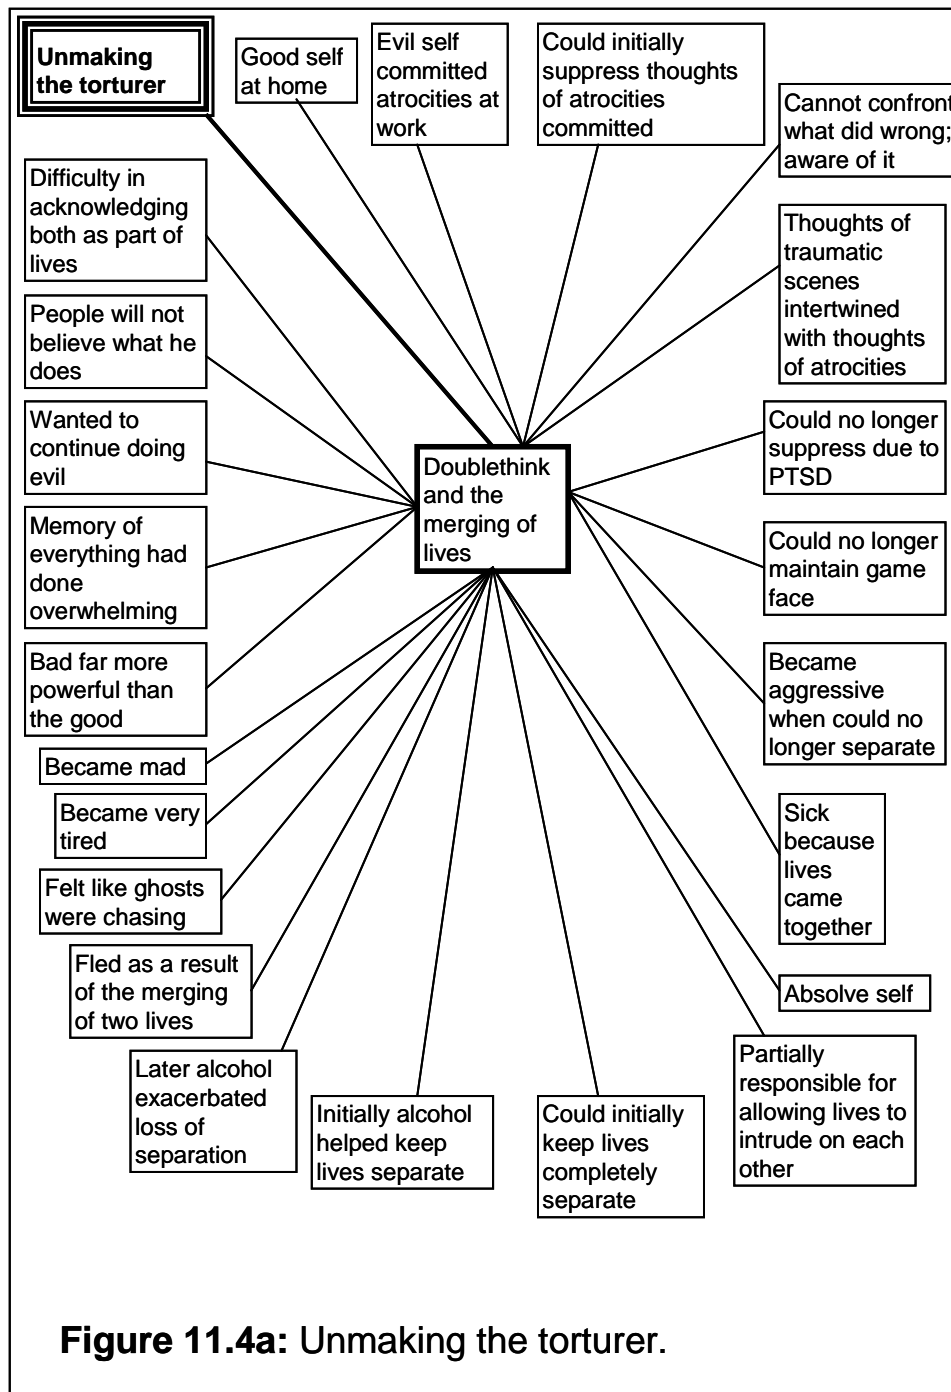 Unmaking
the torturer
Good self
at home
Evil self
committed
atrocities at
work
Could initially
suppress thoughts
of atrocities
committed
Cannot confront
what did wrong;
aware of it
Difficulty in
acknowledging
both as part of
lives
Thoughts of
traumatic
scenes
intertwined
with thoughts
of atrocities
People will not
believe what he
does
Wanted to
continue doing
evil
Could no longer
suppress due to
PTSD
Doublethink
and the
merging of
lives
Memory of
everything had
done
overwhelming
Could no longer
maintain game
face
Bad far more
powerful than
the good
Became
aggressive
when could no
longer separate
Became mad
Became very
tired
Sick
because
lives
came
together
Felt like ghosts
were chasing
Fled as a result
of the merging
of two lives
Absolve self
Later alcohol
exacerbated
loss of
separation
Initially alcohol
helped keep
lives separate
Could initially
keep lives
completely
separate
Partially
responsible for
allowing lives to
intrude on each
other
Figure 11.4a: Unmaking the torturer.